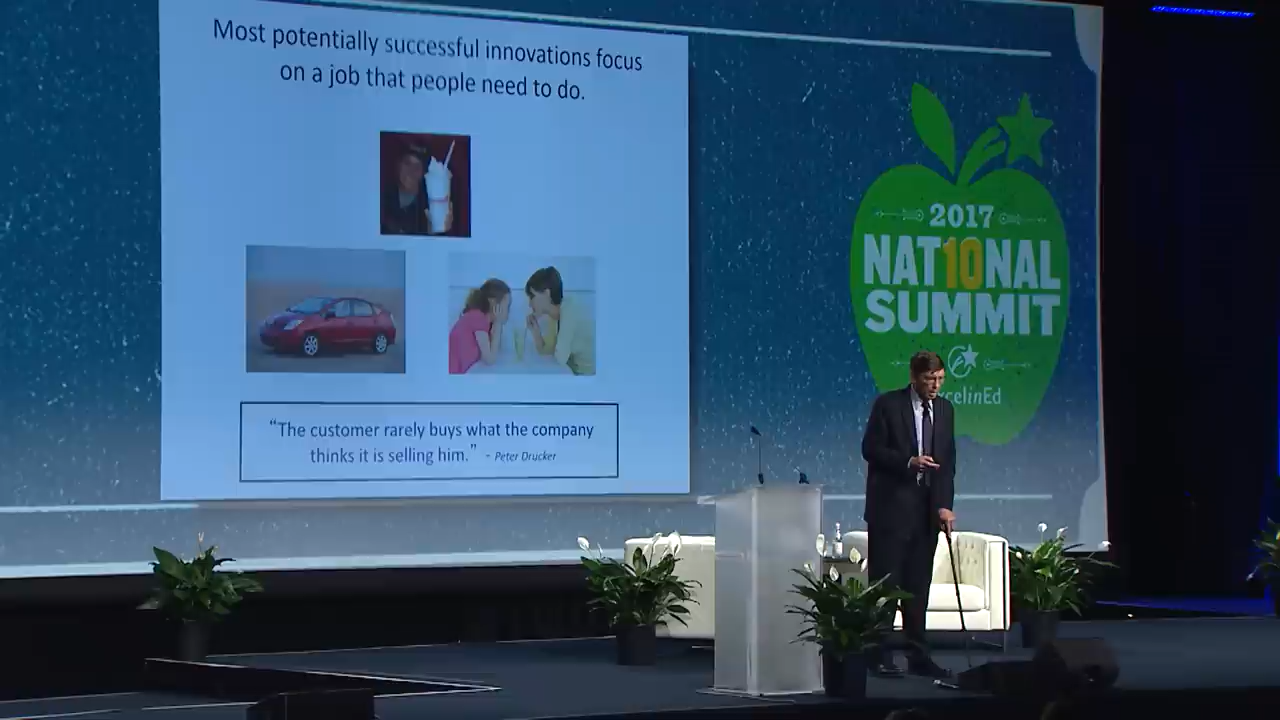 Most potentially successful innovations focus
on a job that people need to do.
“The customer rarely buys what the company
thinks it is selling him.” - Peter Drucker
2017
NAT10NAL
SUMMIT
celinEd